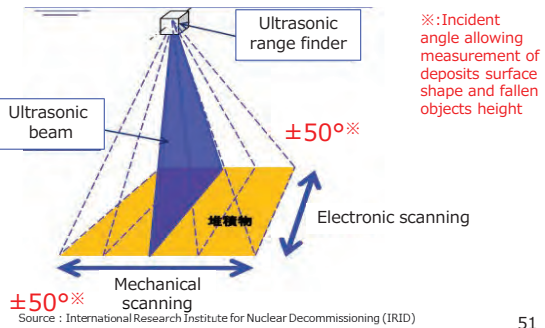 Ultrasonic
range finder
※:Incident
angle allowing
measurement of
deposits surface
shape and fallen
objects height
Ultrasonic
beam
±50°※
堆積物
Electronic scanning
Mechanical
scanning
±50°※
Source : International Research Institute for Nuclear Decommissioning (IRID)
51